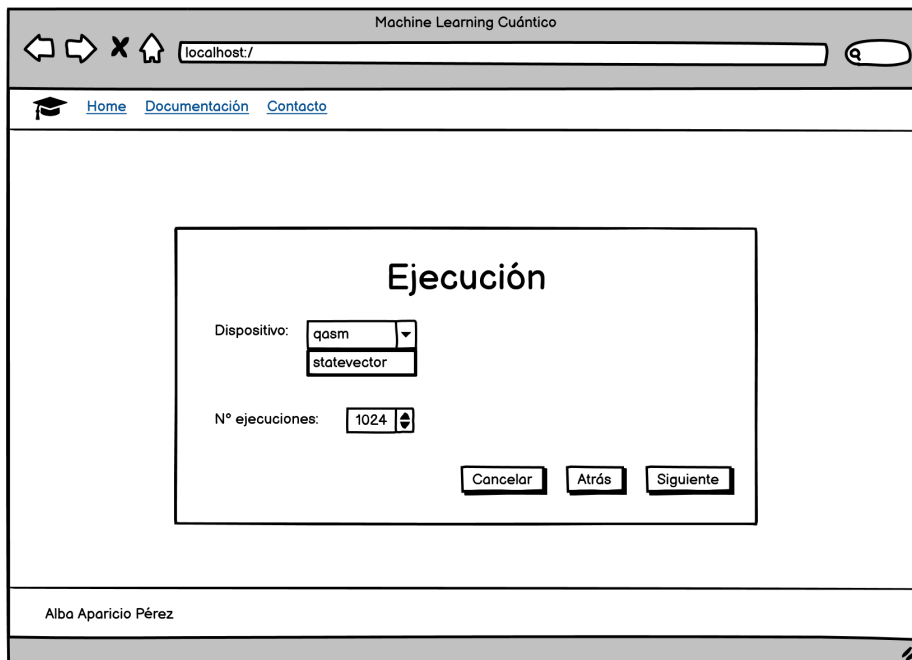 Machine Learning Cuántico
localhost:/
Home Documentación Contacto
Ejecución
Dispositivo: qasm
statevector
Nº ejecuciones: 1024
Cancelar Atrás Siguiente
Alba Aparicio Pérez